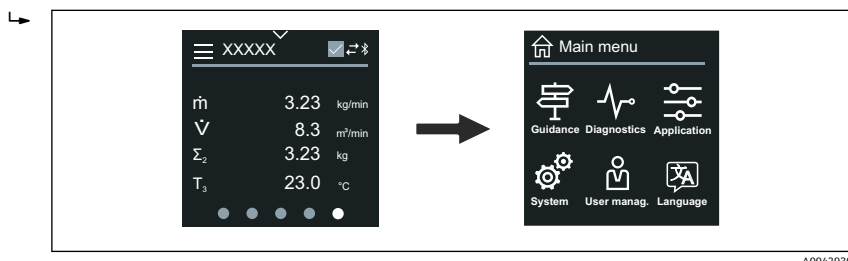 XXXXX
ṁ 3.23 kg/min
V̇ 8.3 m³/min
Σ₂ 3.23 kg
T₃ 23.0 °C
Main menu
Guidance Diagnostics Application
System User manag. Language